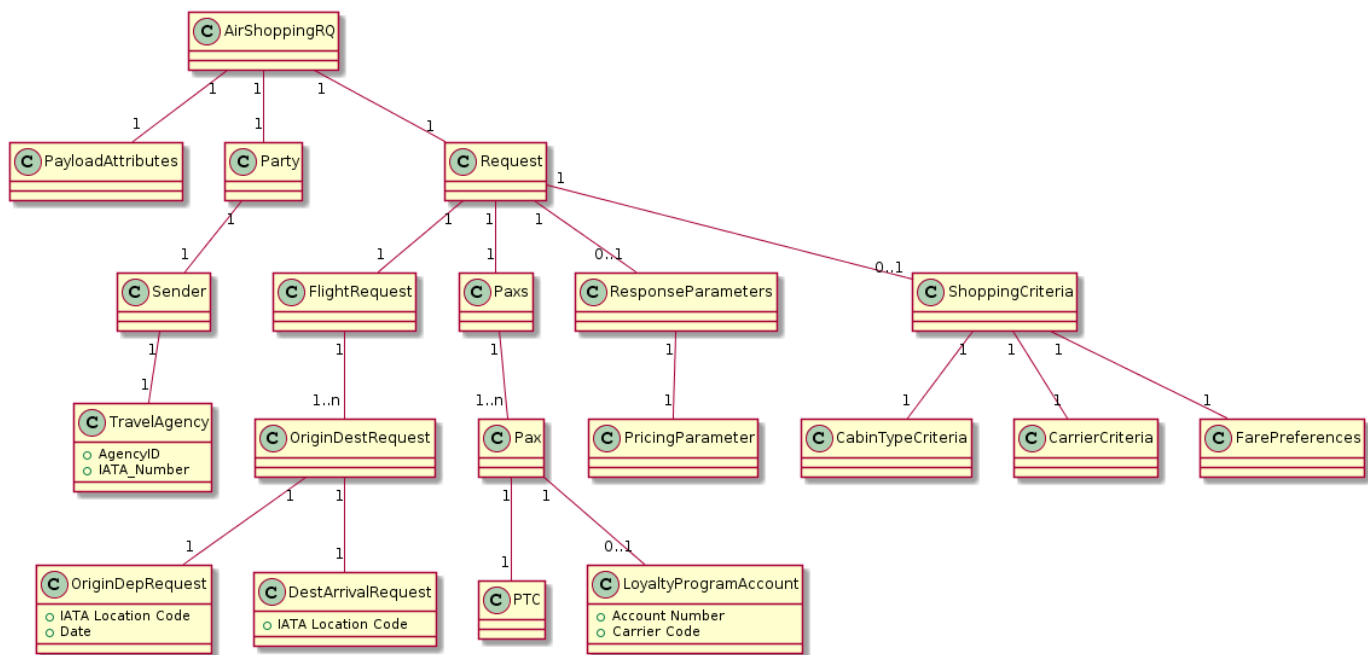 C AirShoppingRQ
1 1 1
1 1 1
C PayloadAttributes
C Party
C Request
1
1 1 1 1
1 1 1 0..1 0..1
C Sender
C FlightRequest
C Paxs
C ResponseParameters
C ShoppingCriteria
1 1 1 1 1 1 1
1 1..n 1..n 1 1 1 1
C TravelAgency
AgencyID
IATA_Number
C OriginDestRequest
C Pax
C PricingParameter
C CabinTypeCriteria
C CarrierCriteria
C FarePreferences
1 1 1 1
1 1 1 0..1
C OriginDepRequest
IATA Location Code
Date
C DestArrivalRequest
IATA Location Code
C PTC
C LoyaltyProgramAccount
Account Number
Carrier Code